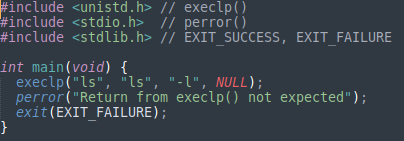 #include <unistd.h> // execlp()
#include <stdio.h>  // perror()
#include <stdlib.h> // EXIT_SUCCESS, EXIT_FAILURE

int main(void) {
  execlp("ls", "ls", "-l", NULL);
  perror("Return from execlp() not expected");
  exit(EXIT_FAILURE);
}